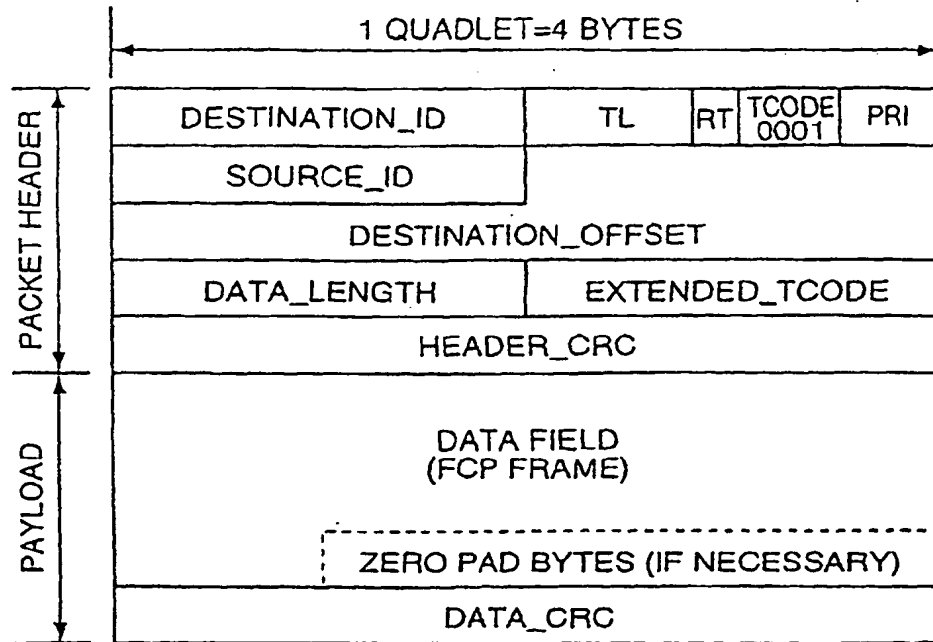 1 QUADLET=4 BYTES
PACKET HEADER
DESTINATION_ID TL RT TCODE 0001 PRI
SOURCE_ID
DESTINATION_OFFSET
DATA_LENGTH EXTENDED_TCODE
HEADER_CRC
PAYLOAD
DATA FIELD
(FCP FRAME)
ZERO PAD BYTES (IF NECESSARY)
DATA_CRC